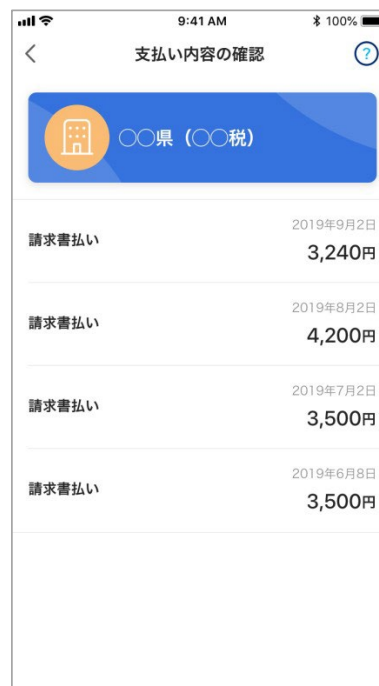 9:41 AM
100%
支払い内容の確認
?
○○県（○○税）
2019年9月2日
請求書払い
3,240円
2019年8月2日
請求書払い
4,200円
2019年7月2日
請求書払い
3,500円
2019年6月8日
請求書払い
3,500円